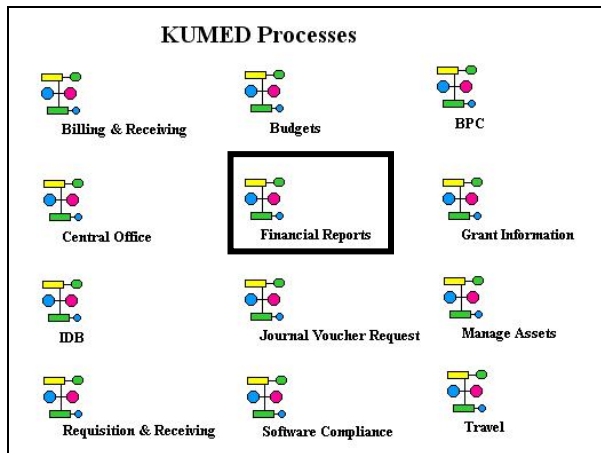 KUMED Processes
Billing & Receiving
Budgets
BPC
Central Office
Financial Reports
Grant Information
IDB
Journal Voucher Request
Manage Assets
Requisition & Receiving
Software Compliance
Travel